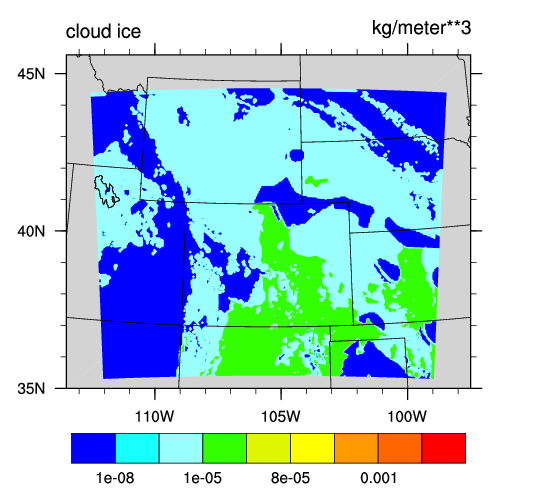 cloud ice kg/meter**3
45N
40N
35N
110W 105W 100W
1e-08 1e-05 8e-05 0.001